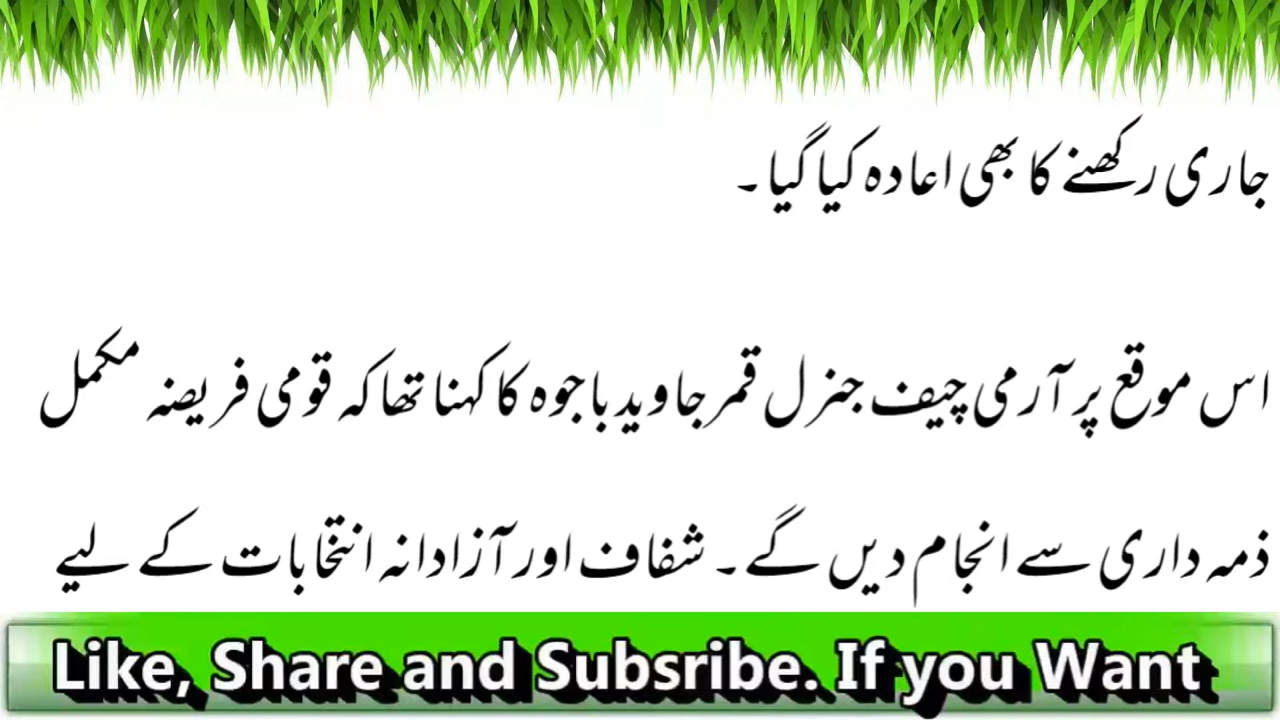 جاری رکھنے کا بھی اعادہ کیا گیا۔
اس موقع پر آرمی چیف جنرل قمر جاوید باجوہ کا کہنا تھا کہ قومی فریضہ مکمل
ذمہ داری سے انجام دیں گے۔ شفاف اور آزادانہ انتخابات کے لیے
Like, Share and Subsribe. If you Want